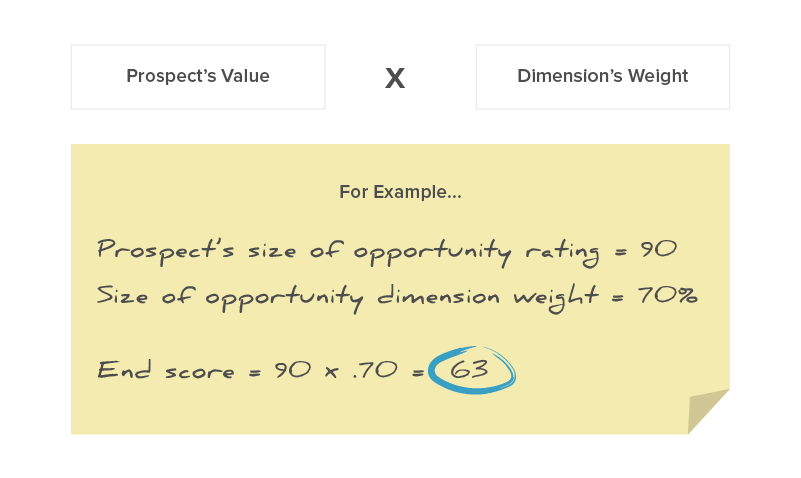 Prospect’s Value X Dimension’s Weight
For Example...
Prospect's size of opportunity rating = 90
Size of opportunity dimension weight = 70%
End score = 90 x .70 = 63